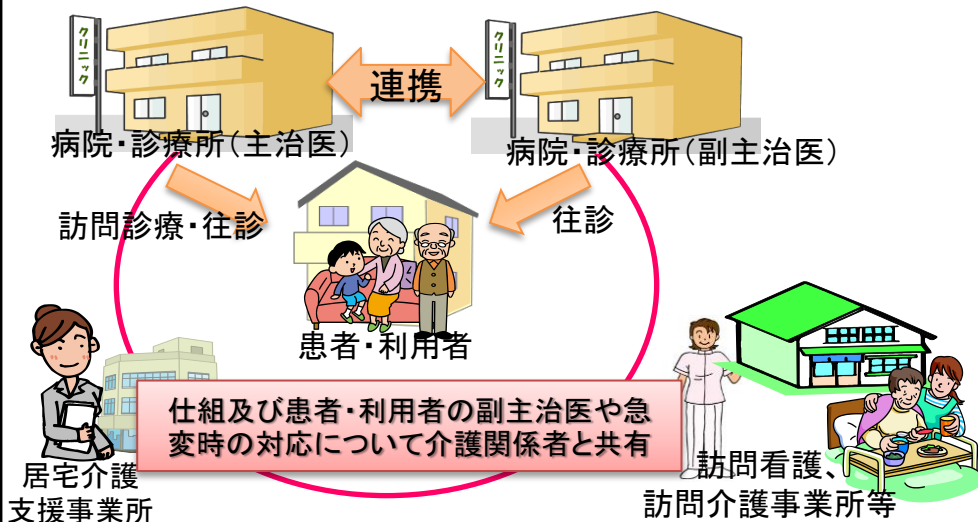 クリニック
クリニック
連携
病院・診療所（主治医）
病院・診療所（副主治医）
訪問診療・往診
往診
患者・利用者
仕組及び患者・利用者の副主治医や急
変時の対応について介護関係者と共有
居宅介護
支援事業所
訪問看護、
訪問介護事業所等